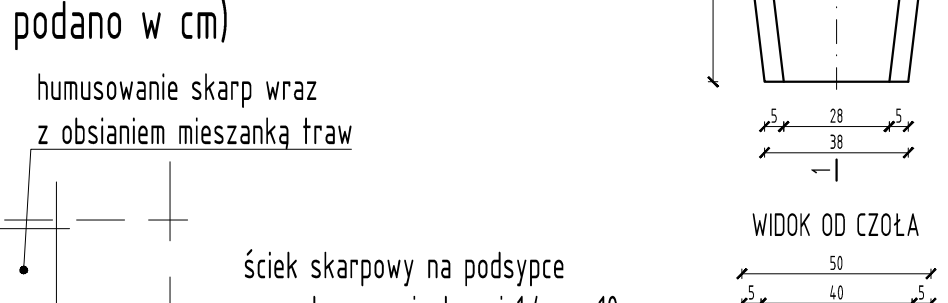 podano w cm)
humusowanie skarp wraz
z obsianiem mieszanką traw
5 28 5
38
1
WIDOK OD CZOŁA
50
5 40 5
ściek skarpowy na podsypce